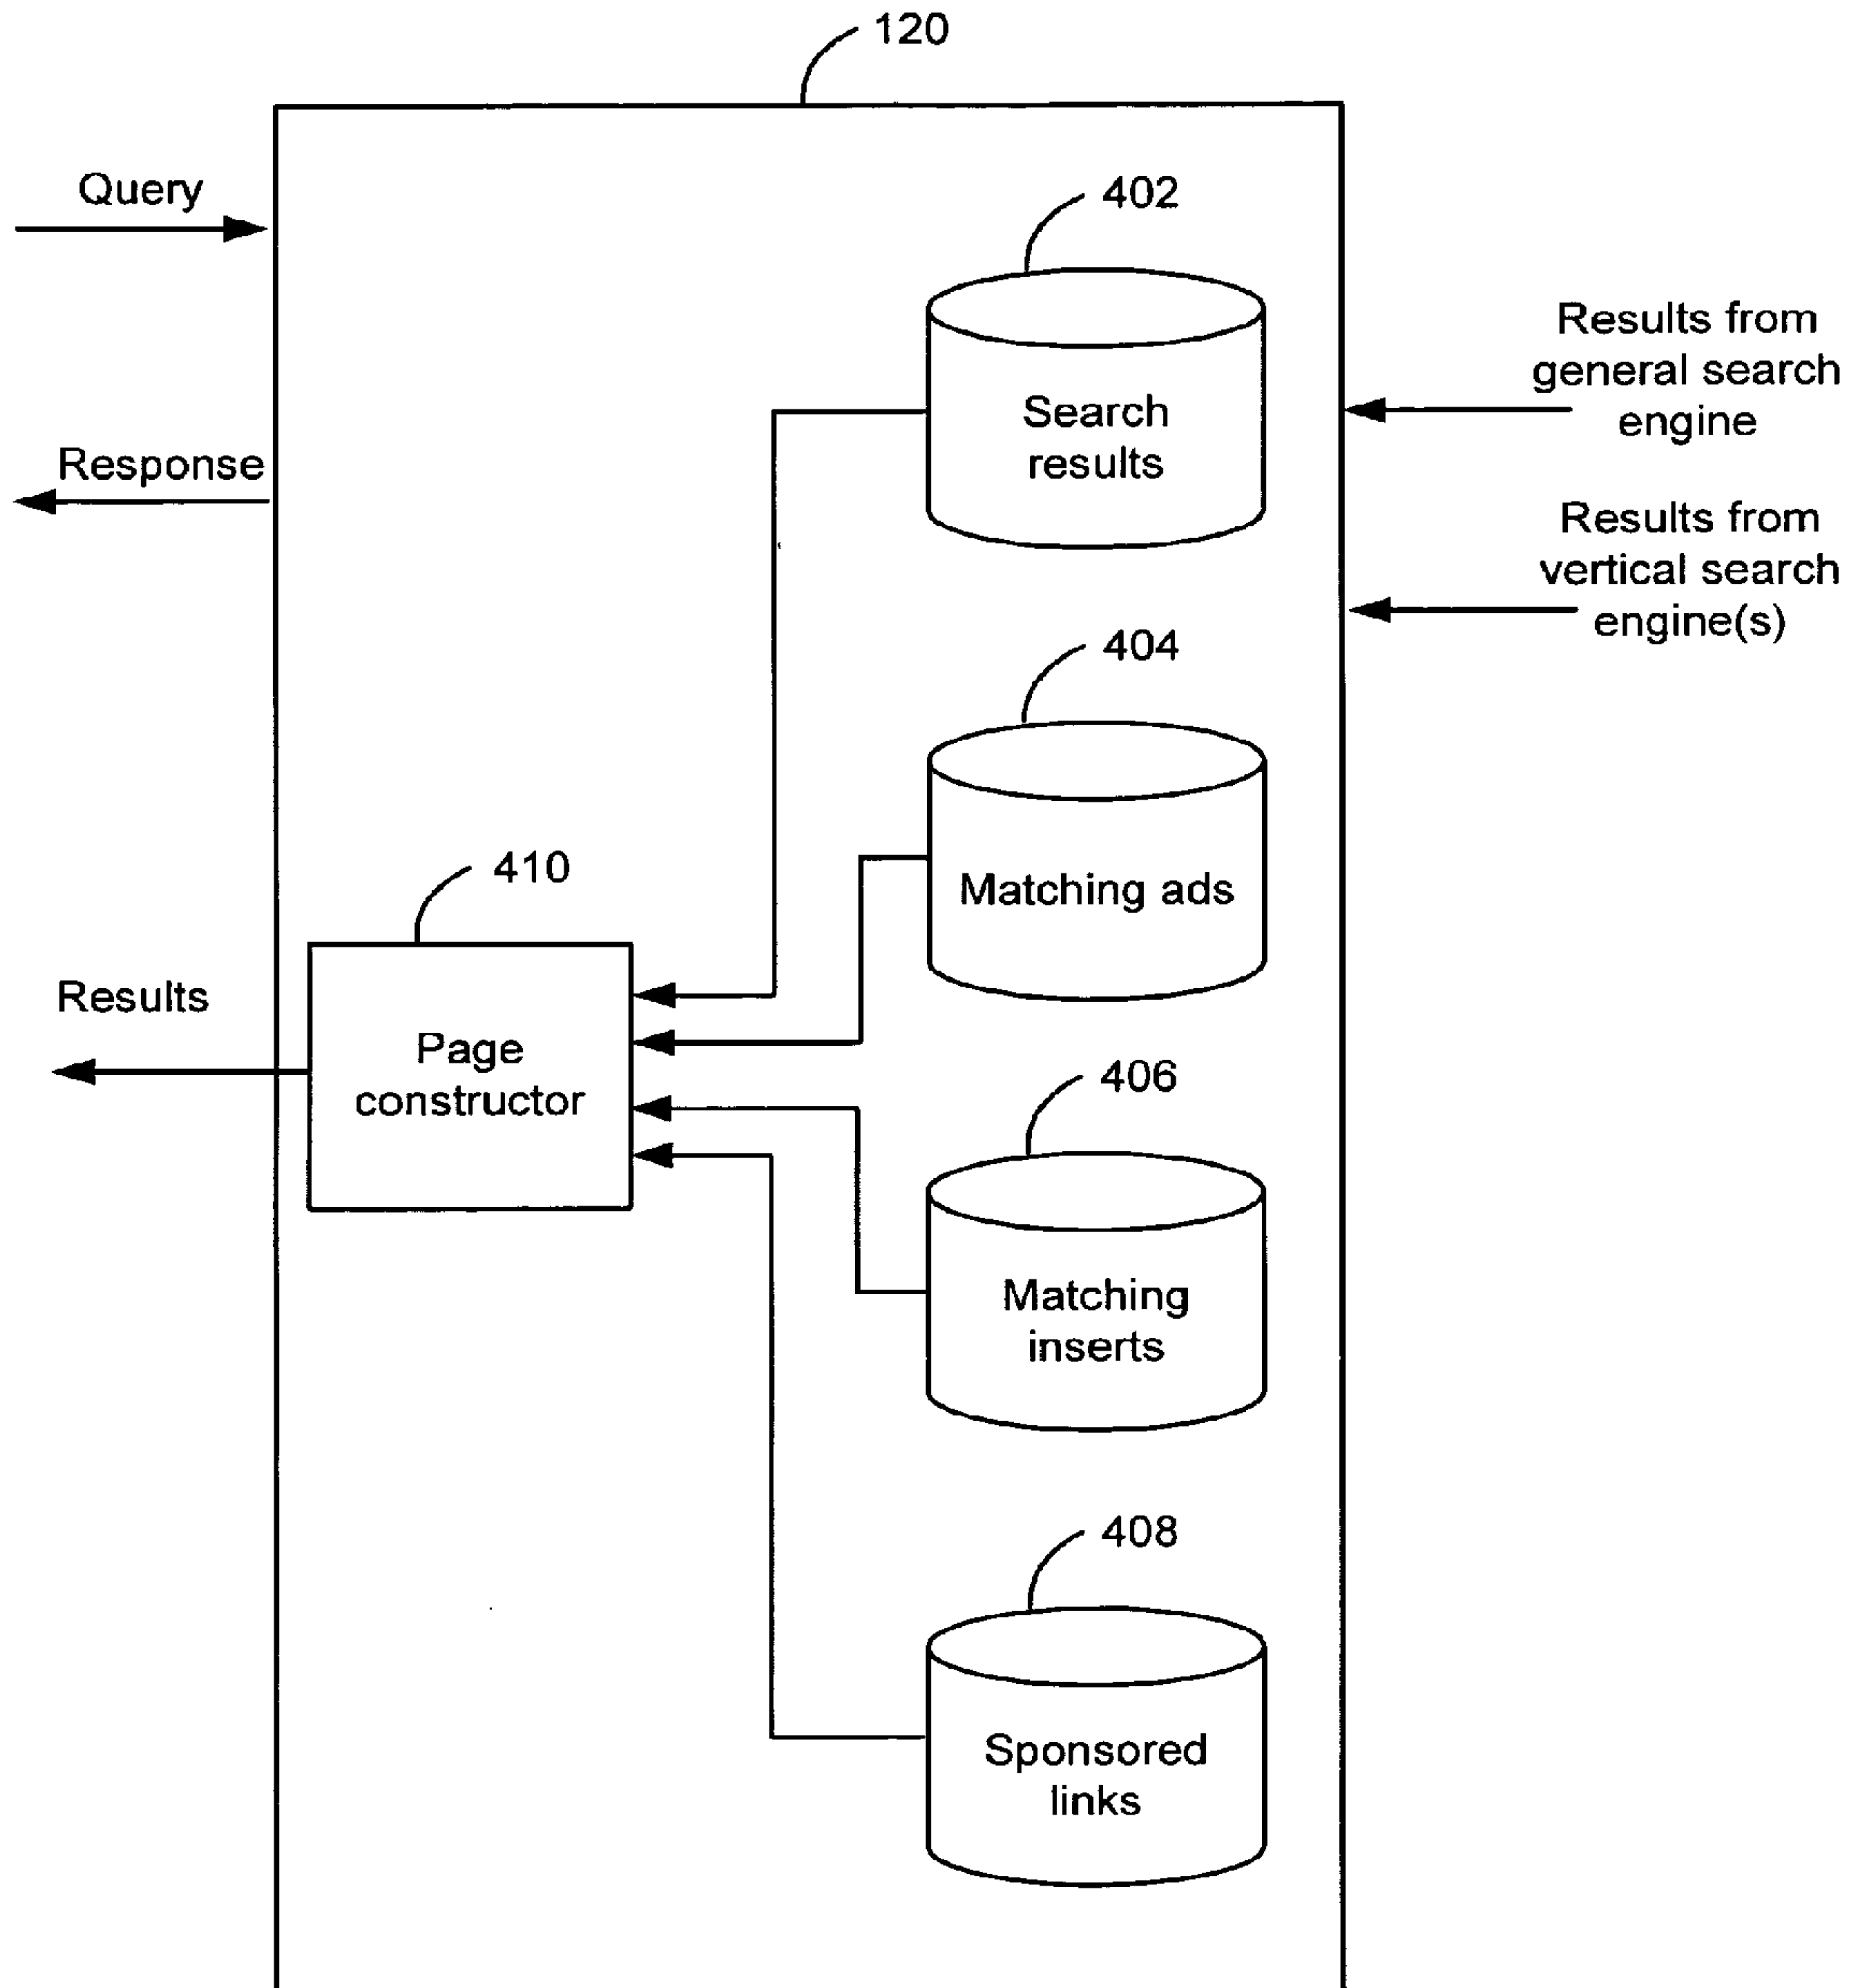 120
Query
402
Results from
general search
engine
Search
results
Response
Results from
vertical search
engine(s)
404
Matching ads
410
Results
Page
constructor
406
Matching
inserts
408
Sponsored
links